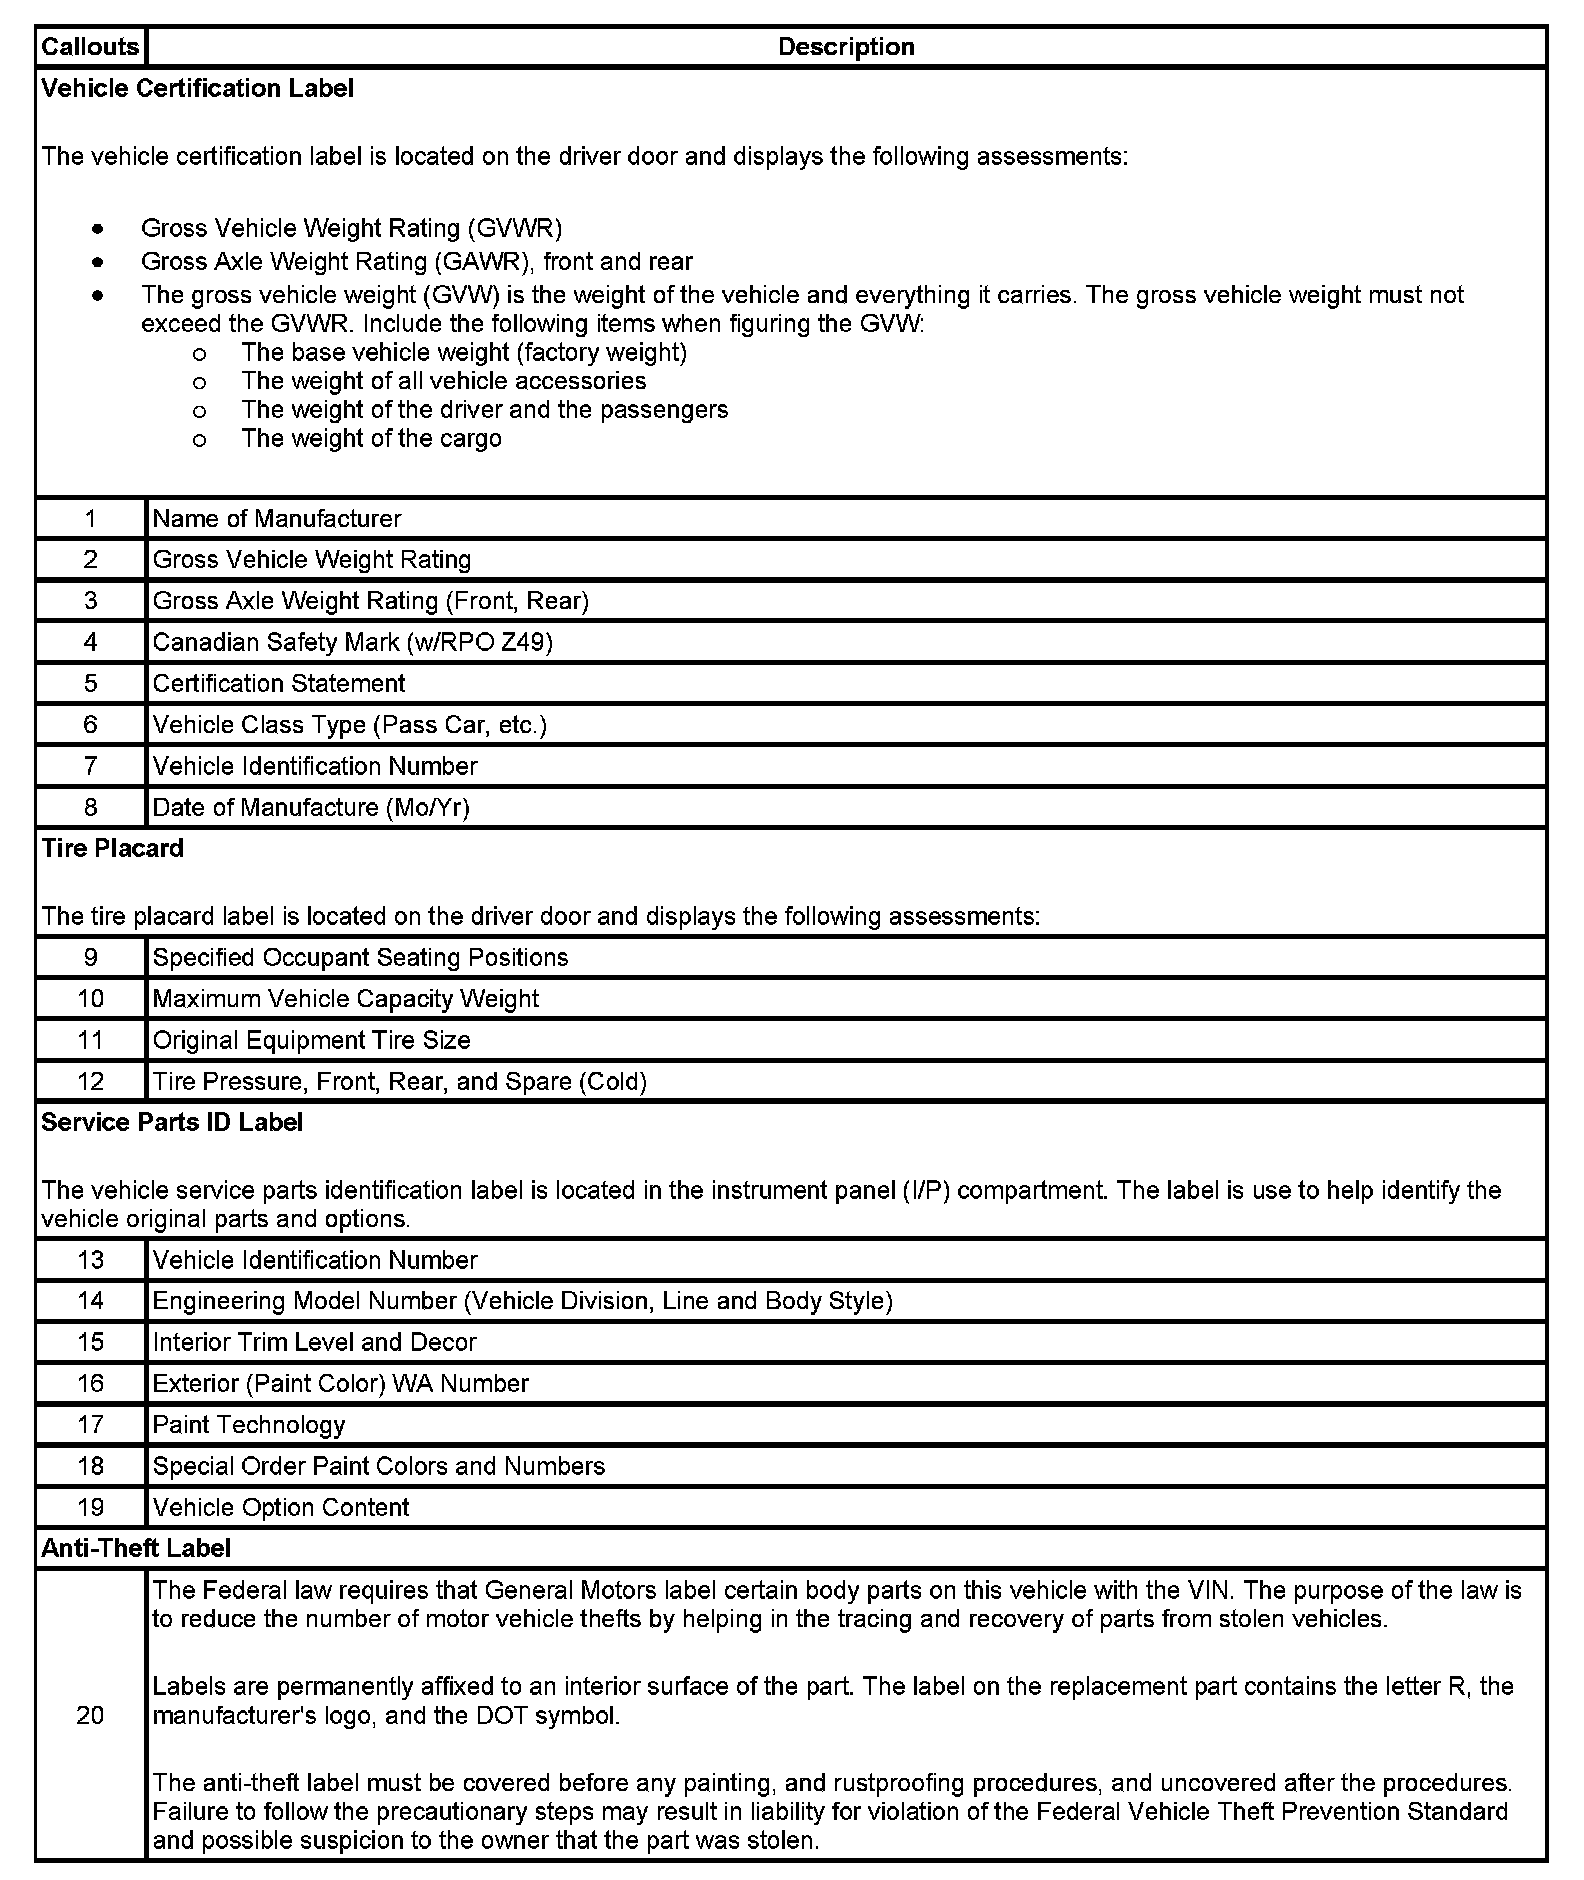 Callouts Description
Vehicle Certification Label
The vehicle certification label is located on the driver door and displays the following assessments:
• Gross Vehicle Weight Rating (GVWR)
• Gross Axle Weight Rating (GAWR), front and rear
• The gross vehicle weight (GVW) is the weight of the vehicle and everything it carries. The gross vehicle weight must not
exceed the GVWR. Include the following items when figuring the GVW:
o The base vehicle weight (factory weight)
o The weight of all vehicle accessories
o The weight of the driver and the passengers
o The weight of the cargo
1 Name of Manufacturer
2 Gross Vehicle Weight Rating
3 Gross Axle Weight Rating (Front, Rear)
4 Canadian Safety Mark (w/RPO Z49)
5 Certification Statement
6 Vehicle Class Type (Pass Car, etc.)
7 Vehicle Identification Number
8 Date of Manufacture (Mo/Yr)
Tire Placard
The tire placard label is located on the driver door and displays the following assessments:
9 Specified Occupant Seating Positions
10 Maximum Vehicle Capacity Weight
11 Original Equipment Tire Size
12 Tire Pressure, Front, Rear, and Spare (Cold)
Service Parts ID Label
The vehicle service parts identification label is located in the instrument panel (I/P) compartment. The label is use to help identify the
vehicle original parts and options.
13 Vehicle Identification Number
14 Engineering Model Number (Vehicle Division, Line and Body Style)
15 Interior Trim Level and Decor
16 Exterior (Paint Color) WA Number
17 Paint Technology
18 Special Order Paint Colors and Numbers
19 Vehicle Option Content
Anti-Theft Label
The Federal law requires that General Motors label certain body parts on this vehicle with the VIN. The purpose of the law is
to reduce the number of motor vehicle thefts by helping in the tracing and recovery of parts from stolen vehicles.
Labels are permanently affixed to an interior surface of the part. The label on the replacement part contains the letter R, the
20 manufacturer's logo, and the DOT symbol.
The anti-theft label must be covered before any painting, and rustproofing procedures, and uncovered after the procedures.
Failure to follow the precautionary steps may result in liability for violation of the Federal Vehicle Theft Prevention Standard
and possible suspicion to the owner that the part was stolen.